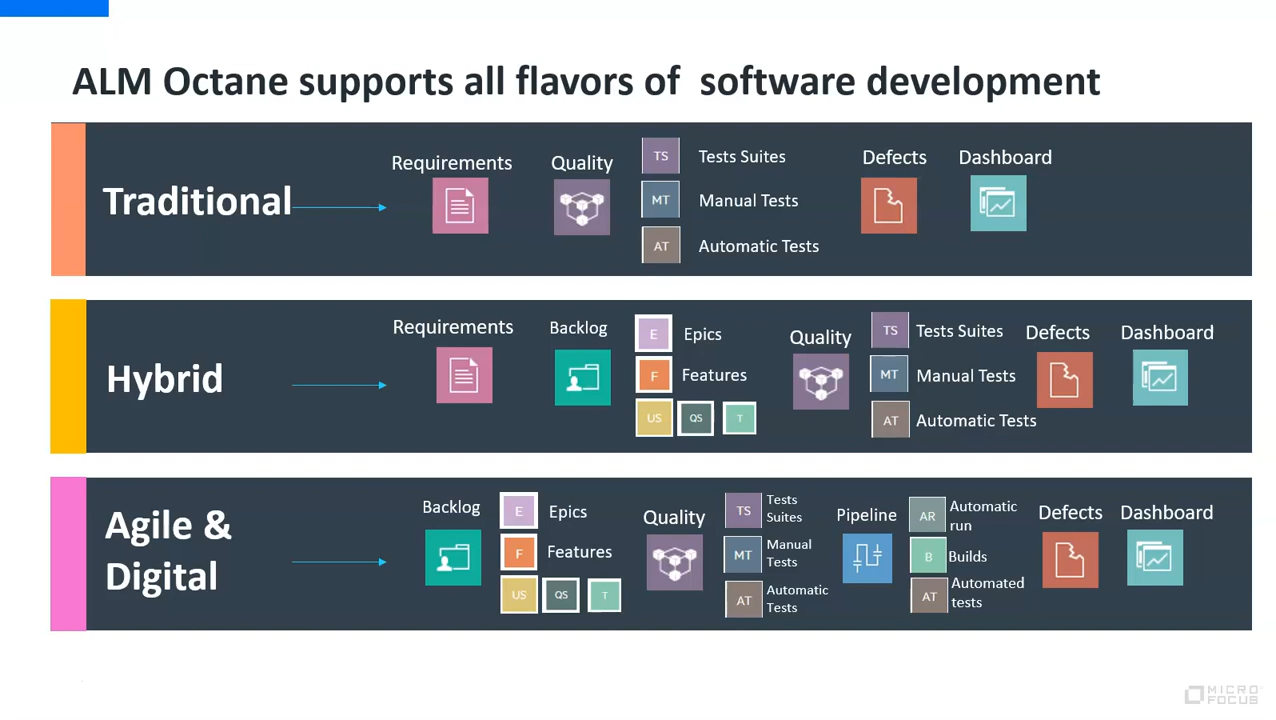 ALM Octane supports all flavors of software development
Traditional
Requirements
Quality
TS Tests Suites
MT Manual Tests
AT Automatic Tests
Defects
Dashboard
Hybrid
Requirements
Backlog
E Epics
F Features
US QS T
Quality
TS Tests Suites
MT Manual Tests
AT Automatic Tests
Defects
Dashboard
Agile &
Digital
Backlog
E Epics
F Features
US QS T
Quality
TS Tests
Suites
MT Manual
Tests
AT Automatic
Tests
Pipeline
AR Automatic
run
B Builds
AT Automated
tests
Defects
Dashboard
MICRO
FOCUS